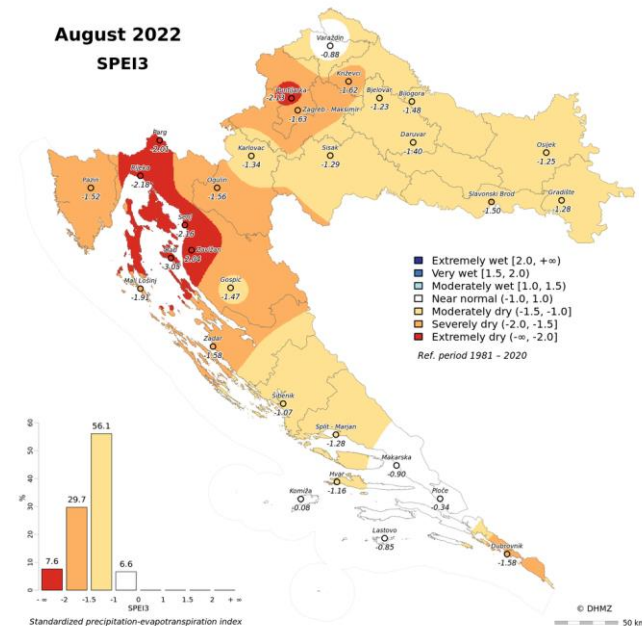 August 2022
SPEI3
Varaždin
-0.88
Križevci
-1.62
Puntijarka
Bjelovar
-1.23
Bilogora
-1.48
Zagreb - Maksimir
-1.63
Parg
Karlovac
-1.34
Sisak
-1.29
Daruvar
-1.40
Osijek
-1.25
Rijeka
-2.18
Pazin
-1.52
Ogulin
-1.56
Slavonski Brod
-1.50
Gradište
-1.28
Senj
Zavižan
Rab
Mali Lošinj
-1.91
Gospić
-1.47
Zadar
-1.58
Extremely wet [2.0, +∞)
Very wet [1.5, 2.0)
Moderately wet [1.0, 1.5)
Near normal (-1.0, 1.0)
Moderately dry (-1.5, -1.0]
Severely dry (-2.0, -1.5]
Extremely dry (-∞, -2.0]
Ref. period 1981 – 2020
Šibenik
-1.07
Split - Marjan
-1.28
Makarska
-0.90
Hvar
-1.16
Komiža
0.08
Ploče
-0.34
Lastovo
-0.85
Dubrovnik
-1.58
60
50
40
30
20
10
0
%
7.6
29.7
56.1
6.6
- ∞ -2 -1.5 -1 0 1 1.5 2 + ∞
SPEI3
Standardized precipitation-evapotranspiration index
© DHMZ
50 km